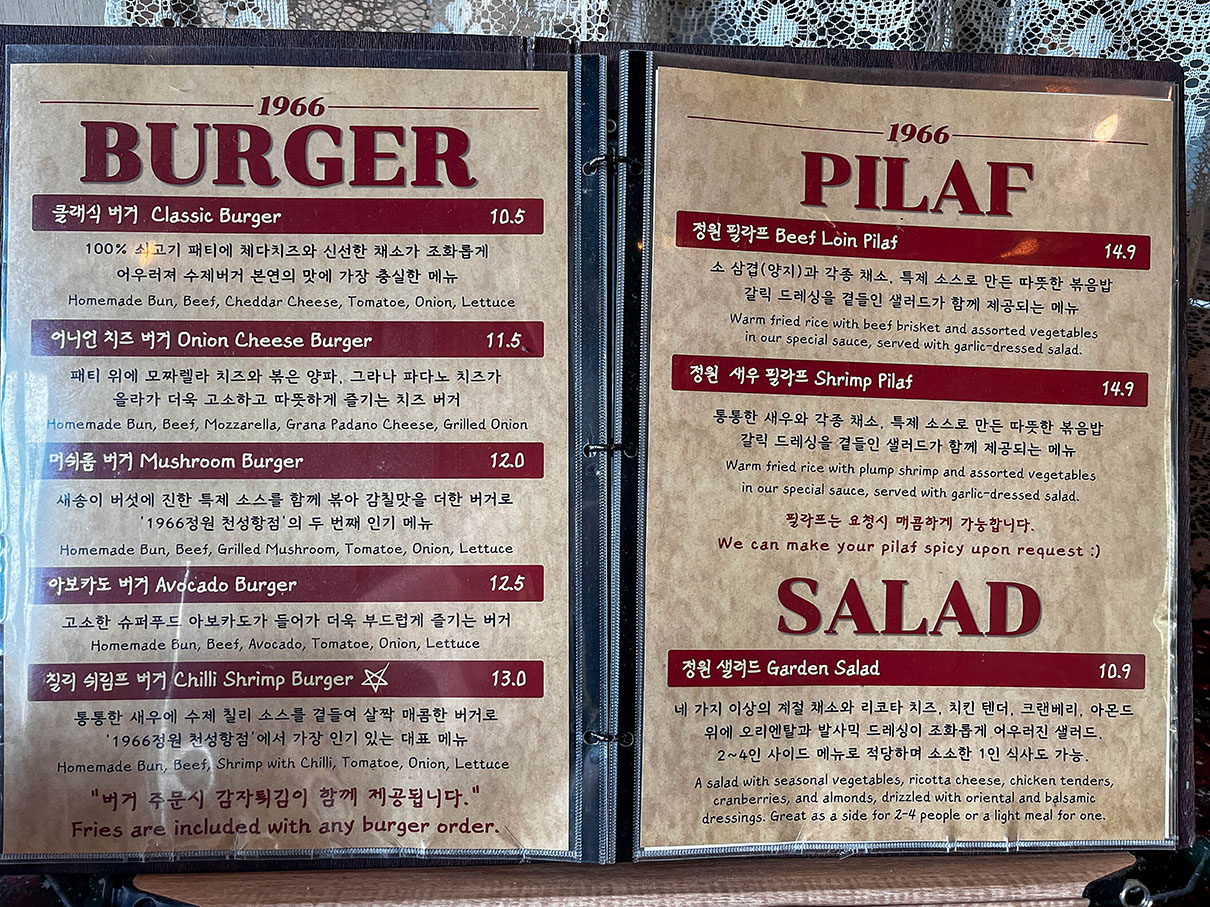 1966
BURGER
클래식 버거 Classic Burger 10.5
100% 쇠고기 패티에 체다치즈와 신선한 채소가 조화롭게
어우러져 수제버거 본연의 맛에 가장 충실한 메뉴
Homemade Bun, Beef, Cheddar Cheese, Tomatoe, Onion, Lettuce
어니언 치즈 버거 Onion Cheese Burger 11.5
패티 위에 모짜렐라 치즈와 볶은 양파, 그라나 파다노 치즈가
올라가 더욱 고소하고 따뜻하게 즐기는 치즈 버거
Homemade Bun, Beef, Mozzarella, Grana Padano Cheese, Grilled Onion
머쉬룸 버거 Mushroom Burger 12.0
새송이 버섯에 진한 특제 소스를 함께 볶아 감칠맛을 더한 버거로
'1966정원 천성항점'의 두 번째 인기 메뉴
Homemade Bun, Beef, Grilled Mushroom, Tomatoe, Onion, Lettuce
아보카도 버거 Avocado Burger 12.5
고소한 슈퍼푸드 아보카도가 들어가 더욱 부드럽게 즐기는 버거
Homemade Bun, Beef, Avocado, Tomatoe, Onion, Lettuce
칠리 쉬림프 버거 Chilli Shrimp Burger 13.0
통통한 새우에 수제 칠리 소스를 곁들여 살짝 매콤한 버거로
'1966정원 천성항점'에서 가장 인기 있는 대표 메뉴
Homemade Bun, Beef, Shrimp with Chilli, Tomatoe, Onion, Lettuce
"버거 주문시 감자튀김이 함께 제공됩니다."
Fries are included with any burger order.
1966
PILAF
정원 필라프 Beef Loin Pilaf 14.9
소 삼겹(양지)과 각종 채소, 특제 소스로 만든 따뜻한 볶음밥
갈릭 드레싱을 곁들인 샐러드가 함께 제공되는 메뉴
Warm fried rice with beef brisket and assorted vegetables
in our special sauce, served with garlic-dressed salad.
정원 새우 필라프 Shrimp Pilaf 14.9
통통한 새우와 각종 채소, 특제 소스로 만든 따뜻한 볶음밥
갈릭 드레싱을 곁들인 샐러드가 함께 제공되는 메뉴
Warm fried rice with plump shrimp and assorted vegetables
in our special sauce, served with garlic-dressed salad.
필라프는 요청시 매콤하게 가능합니다.
We can make your pilaf spicy upon request :)
SALAD
정원 샐러드 Garden Salad 10.9
네 가지 이상의 계절 채소와 리코타 치즈, 치킨 텐더, 크랜베리, 아몬드
위에 오리엔탈과 발사믹 드레싱이 조화롭게 어우러진 샐러드.
2~4인 사이드 메뉴로 적당하며 소소한 1인 식사도 가능.
A salad with seasonal vegetables, ricotta cheese, chicken tenders,
cranberries, and almonds, drizzled with oriental and balsamic
dressings. Great as a side for 2-4 people or a light meal for one.